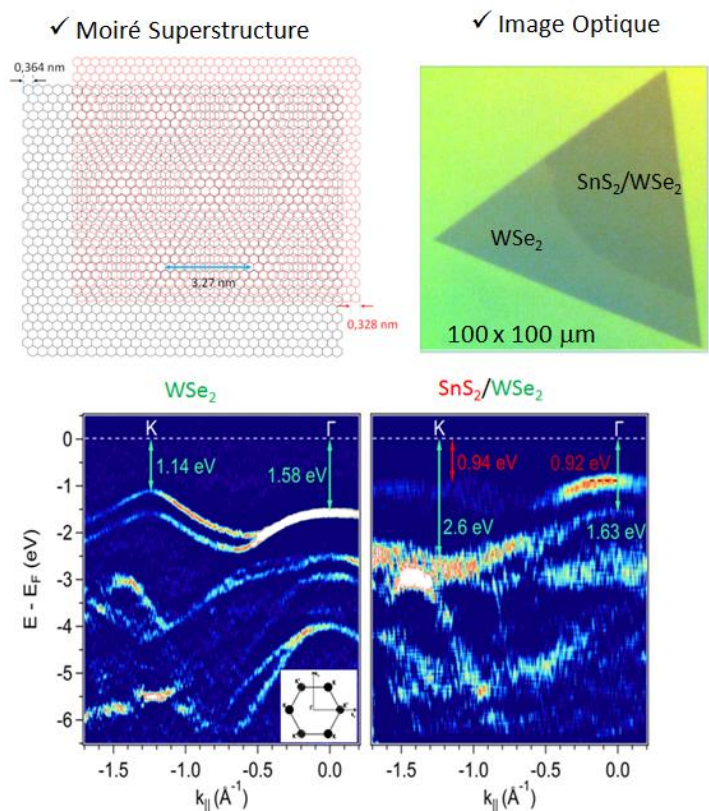 ✓ Moiré Superstructure
✓ Image Optique
0,364 nm
3,27 nm
0,328 nm
SnS₂/WSe₂
WSe₂
100 x 100 µm
WSe₂
SnS₂/WSe₂
K
Γ
1.14 eV
1.58 eV
K
Γ
0.94 eV
0.92 eV
2.6 eV
1.63 eV
E - E_F (eV)
0
-1
-2
-3
-4
-5
-6
-1.5
-1.0
-0.5
0.0
k_|| (Å⁻¹)
-1.5
-1.0
-0.5
0.0
k_|| (Å⁻¹)